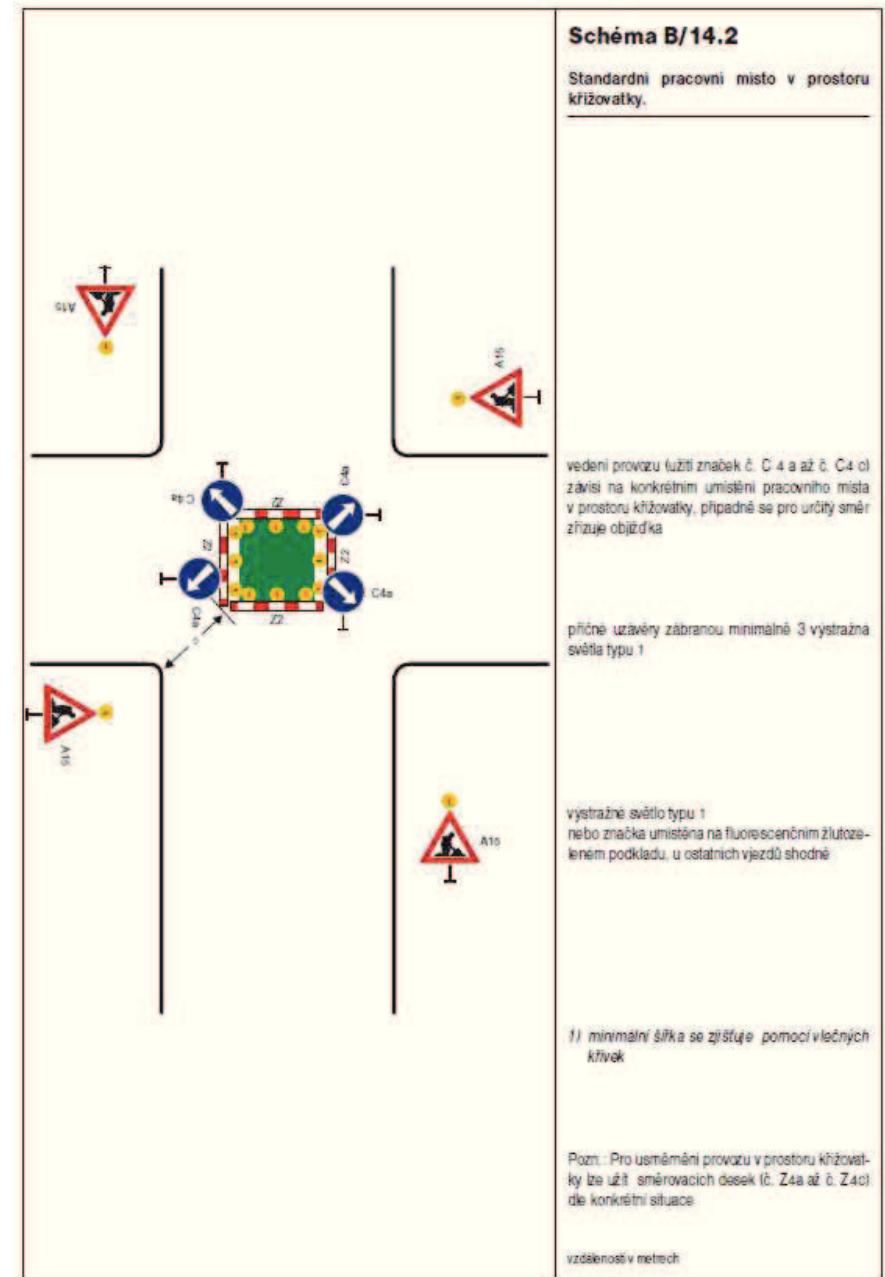 Schéma B/14.2
Standardní pracovní místo v prostoru
křižovatky.
A15
A15
C4a
Z2
C4a
Z2
Z2
C4a
C4a
Z2
vedení provozu (užití značek č. C 4 a až č. C4 c)
závisí na konkrétním umístění pracovního místa
v prostoru křižovatky, případně se pro určitý směr
zřizuje objížďka
příčné uzávěry zábranou minimálně 3 výstražná
světla typu 1
A15
A15
výstražné světlo typu 1
nebo značka umístěna na fluorescenčním žlutoze-
leném podkladu, u ostatních vjezdů shodně
1) minimální šířka se zjišťuje pomocí vlečných
křivek
Pozn.: Pro usměrnění provozu v prostoru křižovat-
ky lze užít směrovacích desek (č. Z4a až č. Z4c)
dle konkrétní situace
vzdálenosti v metrech